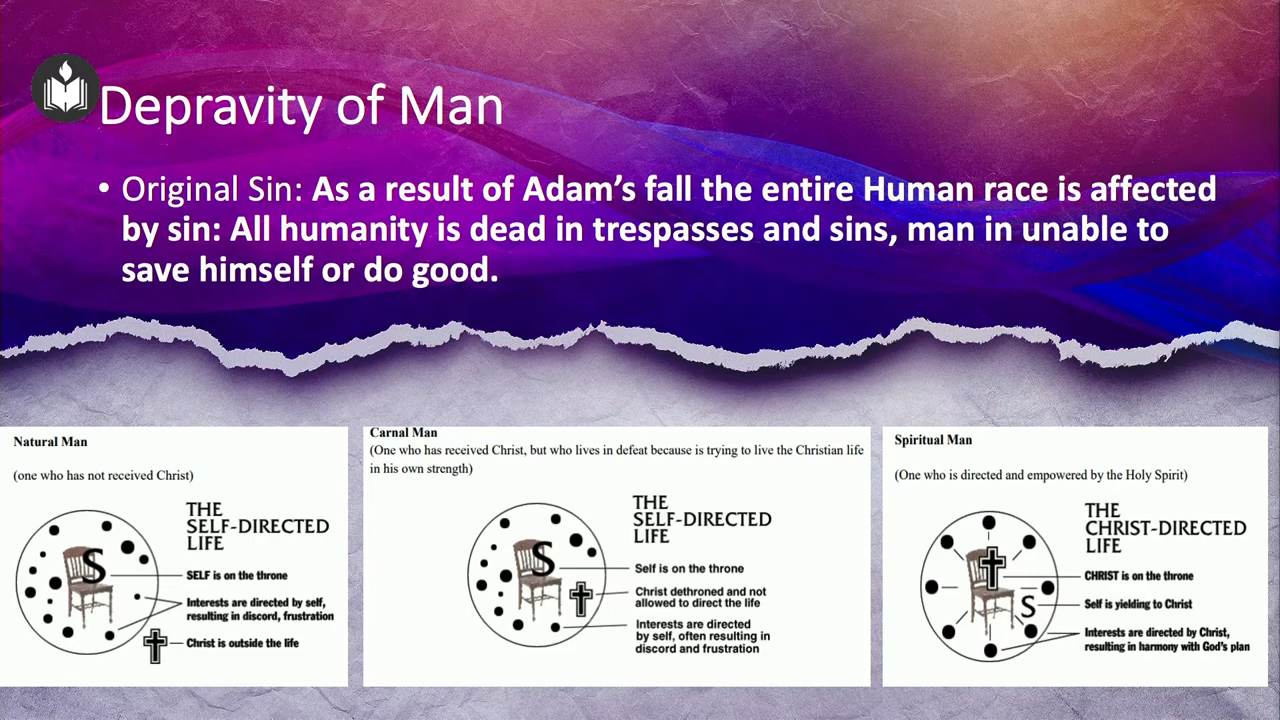 Depravity of Man
• Original Sin: As a result of Adam’s fall the entire Human race is affected
by sin: All humanity is dead in trespasses and sins, man in unable to
save himself or do good.
Natural Man
(one who has not received Christ)
THE
SELF-DIRECTED
LIFE
S
SELF is on the throne
Interests are directed by self,
resulting in discord, frustration
Christ is outside the life
Carnal Man
(One who has received Christ, but who lives in defeat because is trying to live the Christian life
in his own strength)
THE
SELF-DIRECTED
LIFE
S
Self is on the throne
Christ dethroned and not
allowed to direct the life
Interests are directed
by self, often resulting in
discord and frustration
Spiritual Man
(One who is directed and empowered by the Holy Spirit)
THE
CHRIST-DIRECTED
LIFE
CHRIST is on the throne
S
Self is yielding to Christ
Interests are directed by Christ,
resulting in harmony with God’s plan